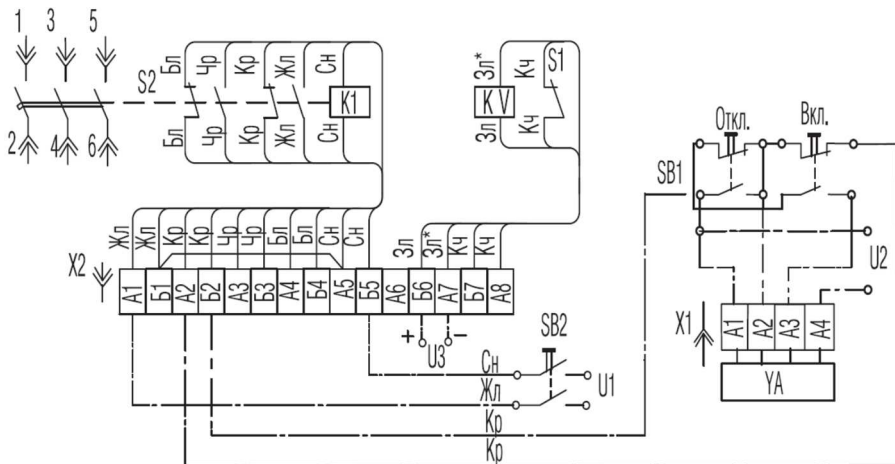 1 3 5
S2
2 4 6
Бл Чр Кр Жл Сн
К1
Бл Чр Кр Жл Сн
Зл* Кч S1
К V
Зл Кч
Откл. Вкл.
SB1
U2
Жл Жл Кр Кр Чр Чр Бл Бл Сн Сн Зл Зл* Кч Кч
X2
А1 Б1 А2 Б2 А3 Б3 А4 Б4 А5 Б5 А6 Б6 А7 Б7 А8
+ U3 −
SB2
Сн
Жл U1
Кр
Кр
X1
А1 А2 А3 А4
YA